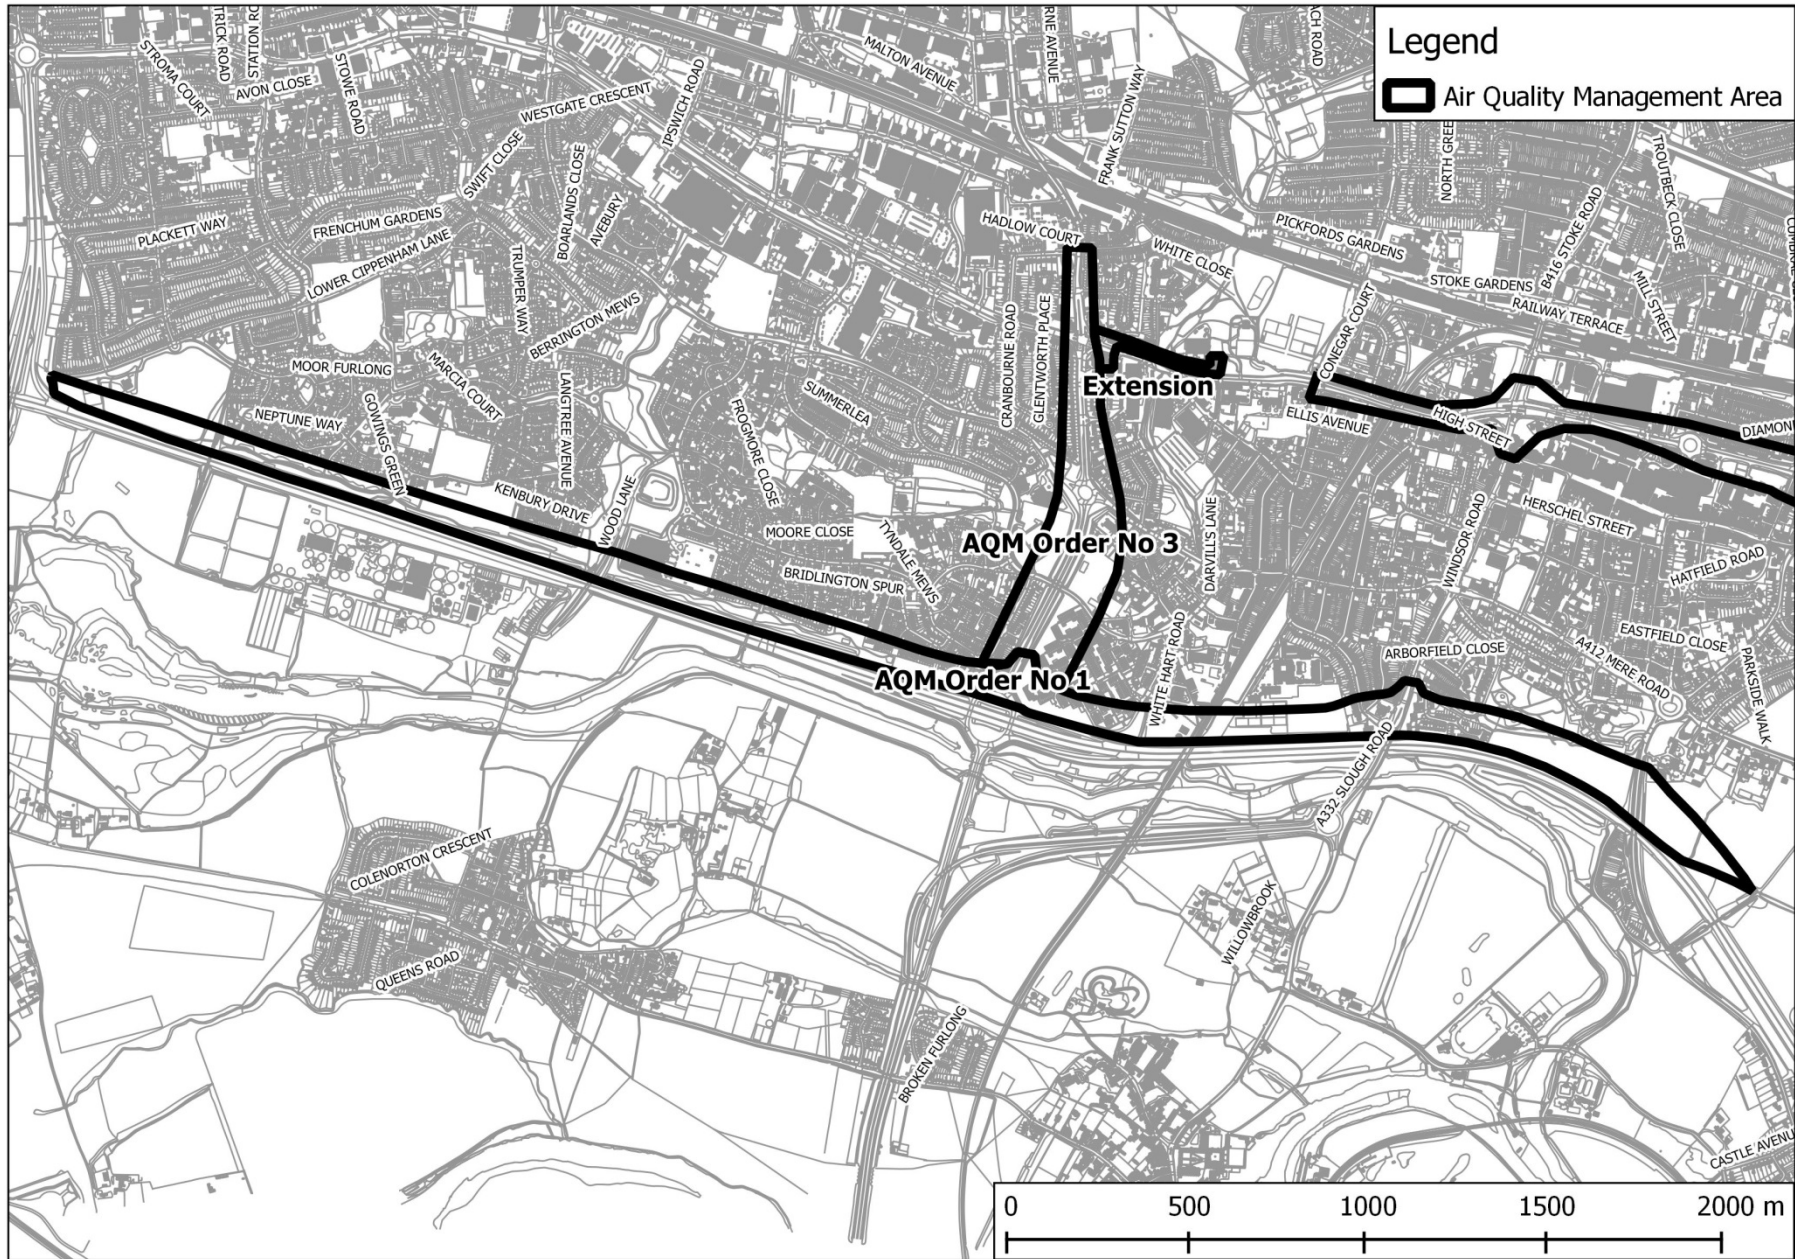 Legend
Air Quality Management Area
STROMA COURT
AVON CLOSE
STOWE ROAD
WESTGATE CRESCENT
IPSWICH ROAD
MALTON AVENUE
FRANK SUTTON WAY
SWIFT CLOSE
BOARLANDS CLOSE
AVEBURY
PLACKETT WAY
FRENCHUM GARDENS
LOWER CIPPENHAM LANE
TRUMPER WAY
BERRINGTON MEWS
HADLOW COURT
WHITE CLOSE
PICKFORDS GARDENS
STOKE GARDENS
B416 STOKE ROAD
TROUTBECK CLOSE
MILL STREET
RAILWAY TERRACE
CONEGAR COURT
MOOR FURLONG
MARCIA COURT
NEPTUNE WAY
GOWINGS GREEN
LANGTREE AVENUE
KENBURY DRIVE
WOOD LANE
FROGMORE CLOSE
SUMMERLEA
CRANBOURNE ROAD
GLENTWORTH PLACE
Extension
ELLIS AVENUE
HIGH STREET
MOORE CLOSE
TYNDALE MEWS
BRIDLINGTON SPUR
AQM Order No 3
DARVILL'S LANE
WINDSOR ROAD
HERSCHEL STREET
HATFIELD ROAD
EASTFIELD CLOSE
ARBORFIELD CLOSE
A412 MERE ROAD
PARKSIDE WALK
WHITE HART ROAD
AQM Order No 1
A332 SLOUGH ROAD
COLENORTON CRESCENT
QUEENS ROAD
WILLOWBROOK
BROKEN FURLONG
0 500 1000 1500 2000 m